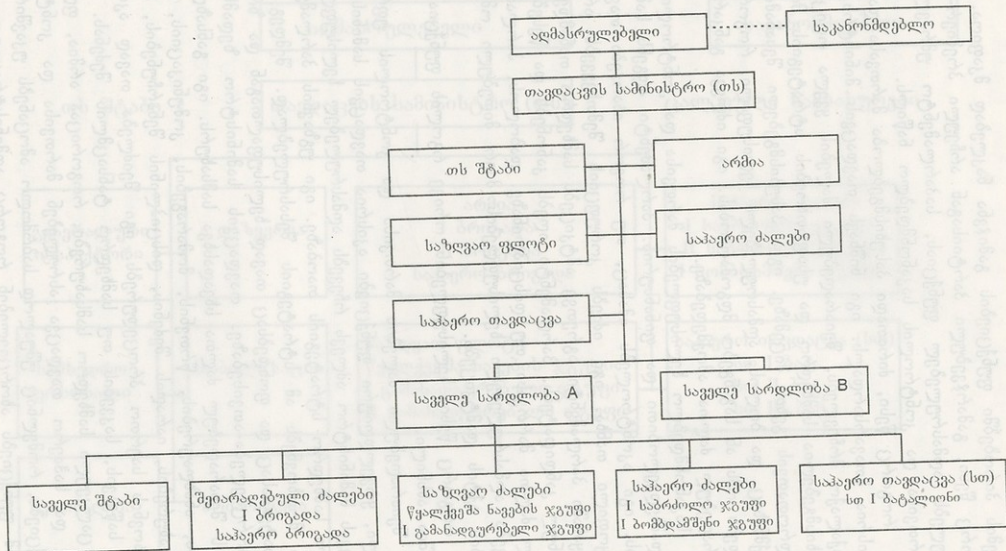 აღმასრულებელი
საკანონმდებლო
თავდაცვის სამინისტრო (თს)
თს შტაბი
არმია
საზღვაო ფლოტი
საჰაერო ძალები
საჰაერო თავდაცვა
საველე სარდლობა A
საველე სარდლობა B
საველე შტაბი
შეიარაღებული ძალები
I ბრიგადა
საჰაერო ბრიგადა
საზღვაო ძალები
წყალქვეშა ნავების ჯგუფი
I გამანადგურებელი ჯგუფი
საჰაერო ძალები
I საბრძოლო ჯგუფი
I ბომბდამშენი ჯგუფი
საჰაერო თავდაცვა (სთ)
სთ I ბატალიონი